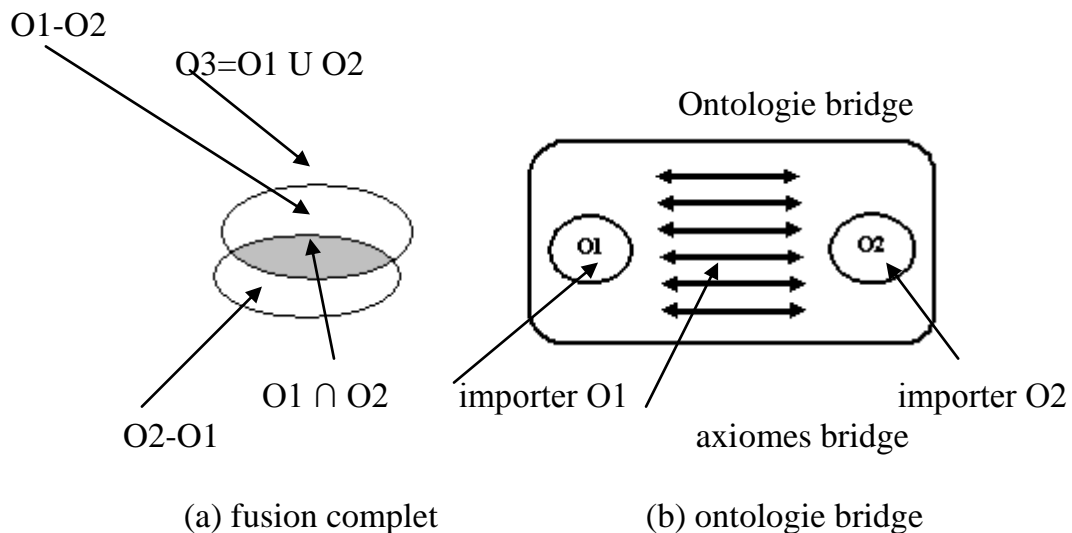 O1-O2
O3=O1 U O2
Ontologie bridge
O1
O2
O1 ∩ O2
importer O1
importer O2
O2-O1
axiomes bridge
(a) fusion complet
(b) ontologie bridge